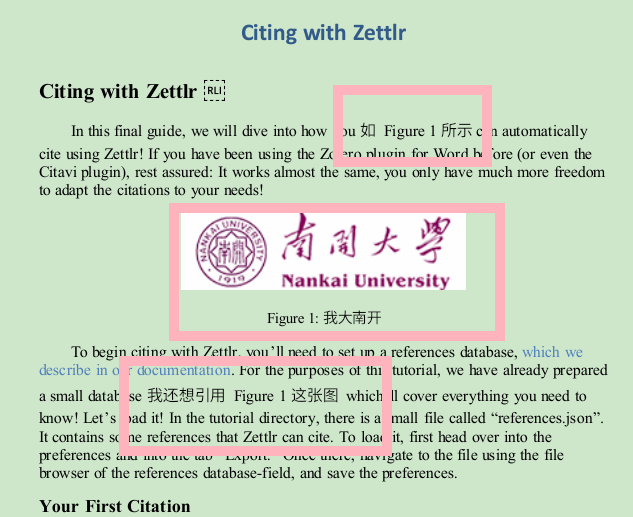 Citing with Zettlr
Citing with Zettlr RLI
In this final guide, we will dive into how you 如 Figure 1 所示 can automatically
cite using Zettlr! If you have been using the Zotero plugin for Word before (or even the
Citavi plugin), rest assured: It works almost the same, you only have much more freedom
to adapt the citations to your needs!
NANKAI UNIVERSITY
1919
南開大學
Nankai University
Figure 1: 我大南开
To begin citing with Zettlr, you’ll need to set up a references database, which we
describe in our documentation. For the purposes of this tutorial, we have already prepared
a small database 我还想引用 Figure 1 这张图 which will cover everything you need to
know! Let’s load it! In the tutorial directory, there is a small file called “references.json”.
It contains some references that Zettlr can cite. To load it, first head over into the
preferences and into the tab “Export.” Once there, navigate to the file using the file
browser of the references database-field, and save the preferences.
Your First Citation